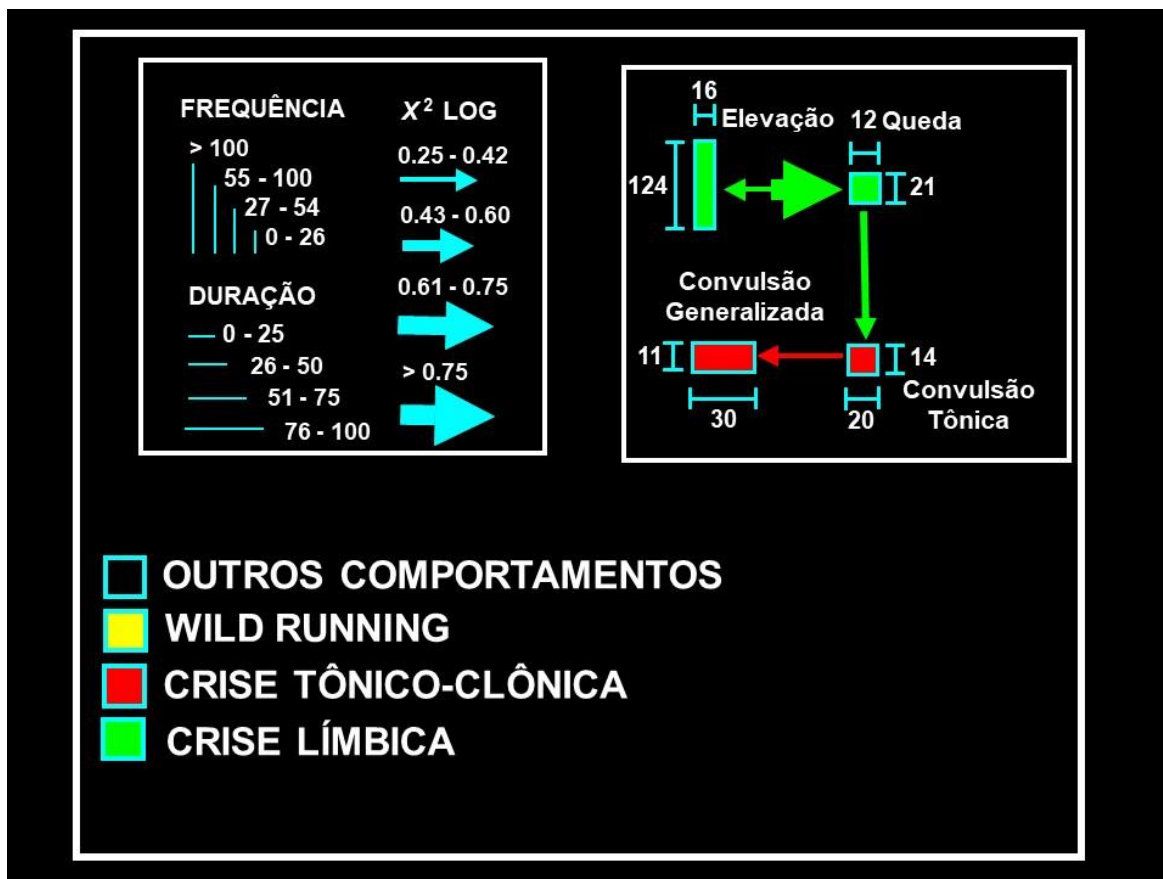 FREQUÊNCIA
> 100
55 - 100
27 - 54
0 - 26
DURAÇÃO
0 - 25
26 - 50
51 - 75
76 - 100
X² LOG
0.25 - 0.42
0.43 - 0.60
0.61 - 0.75
> 0.75
16
Elevação
12 Queda
124
21
Convulsão
Generalizada
11
30
14
20
Convulsão
Tônica
OUTROS COMPORTAMENTOS
WILD RUNNING
CRISE TÔNICO-CLÔNICA
CRISE LÍMBICA